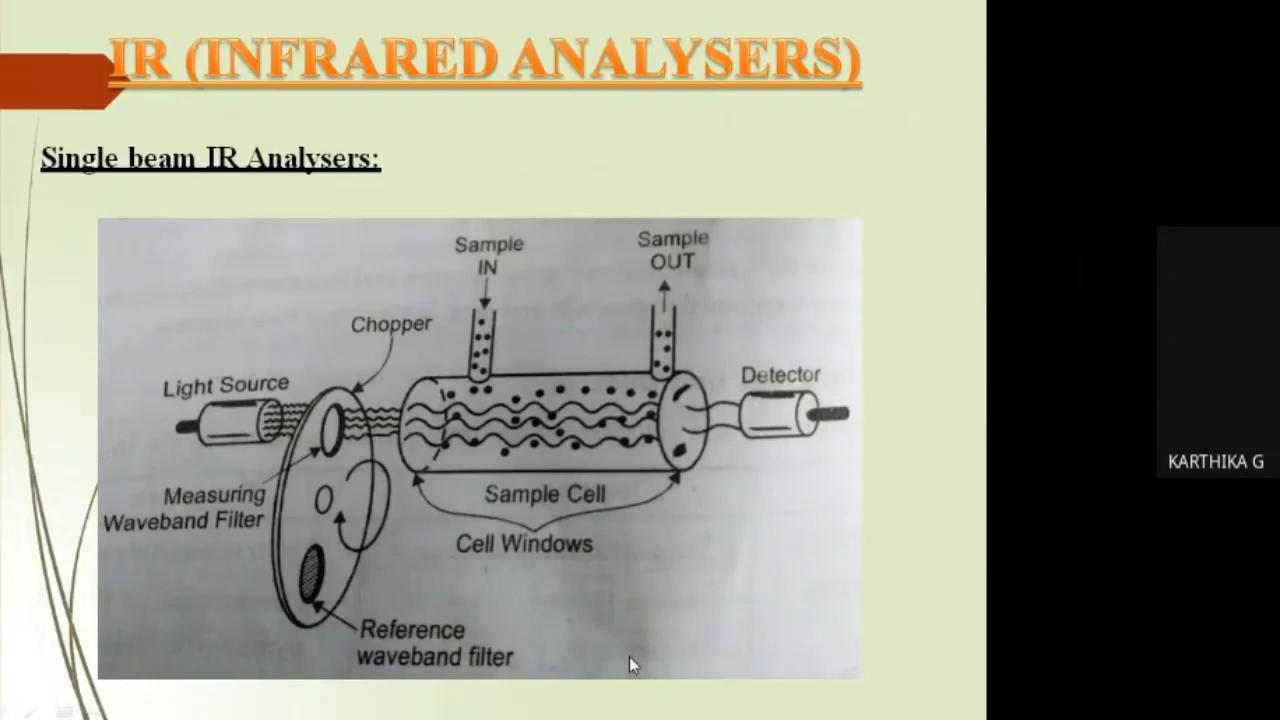 IR (INFRARED ANALYSERS)
Single beam IR Analysers:
Sample
IN
Sample
OUT
Chopper
Light Source
Detector
Measuring
Waveband Filter
Sample Cell
Cell Windows
Reference
waveband filter
KARTHIKA G